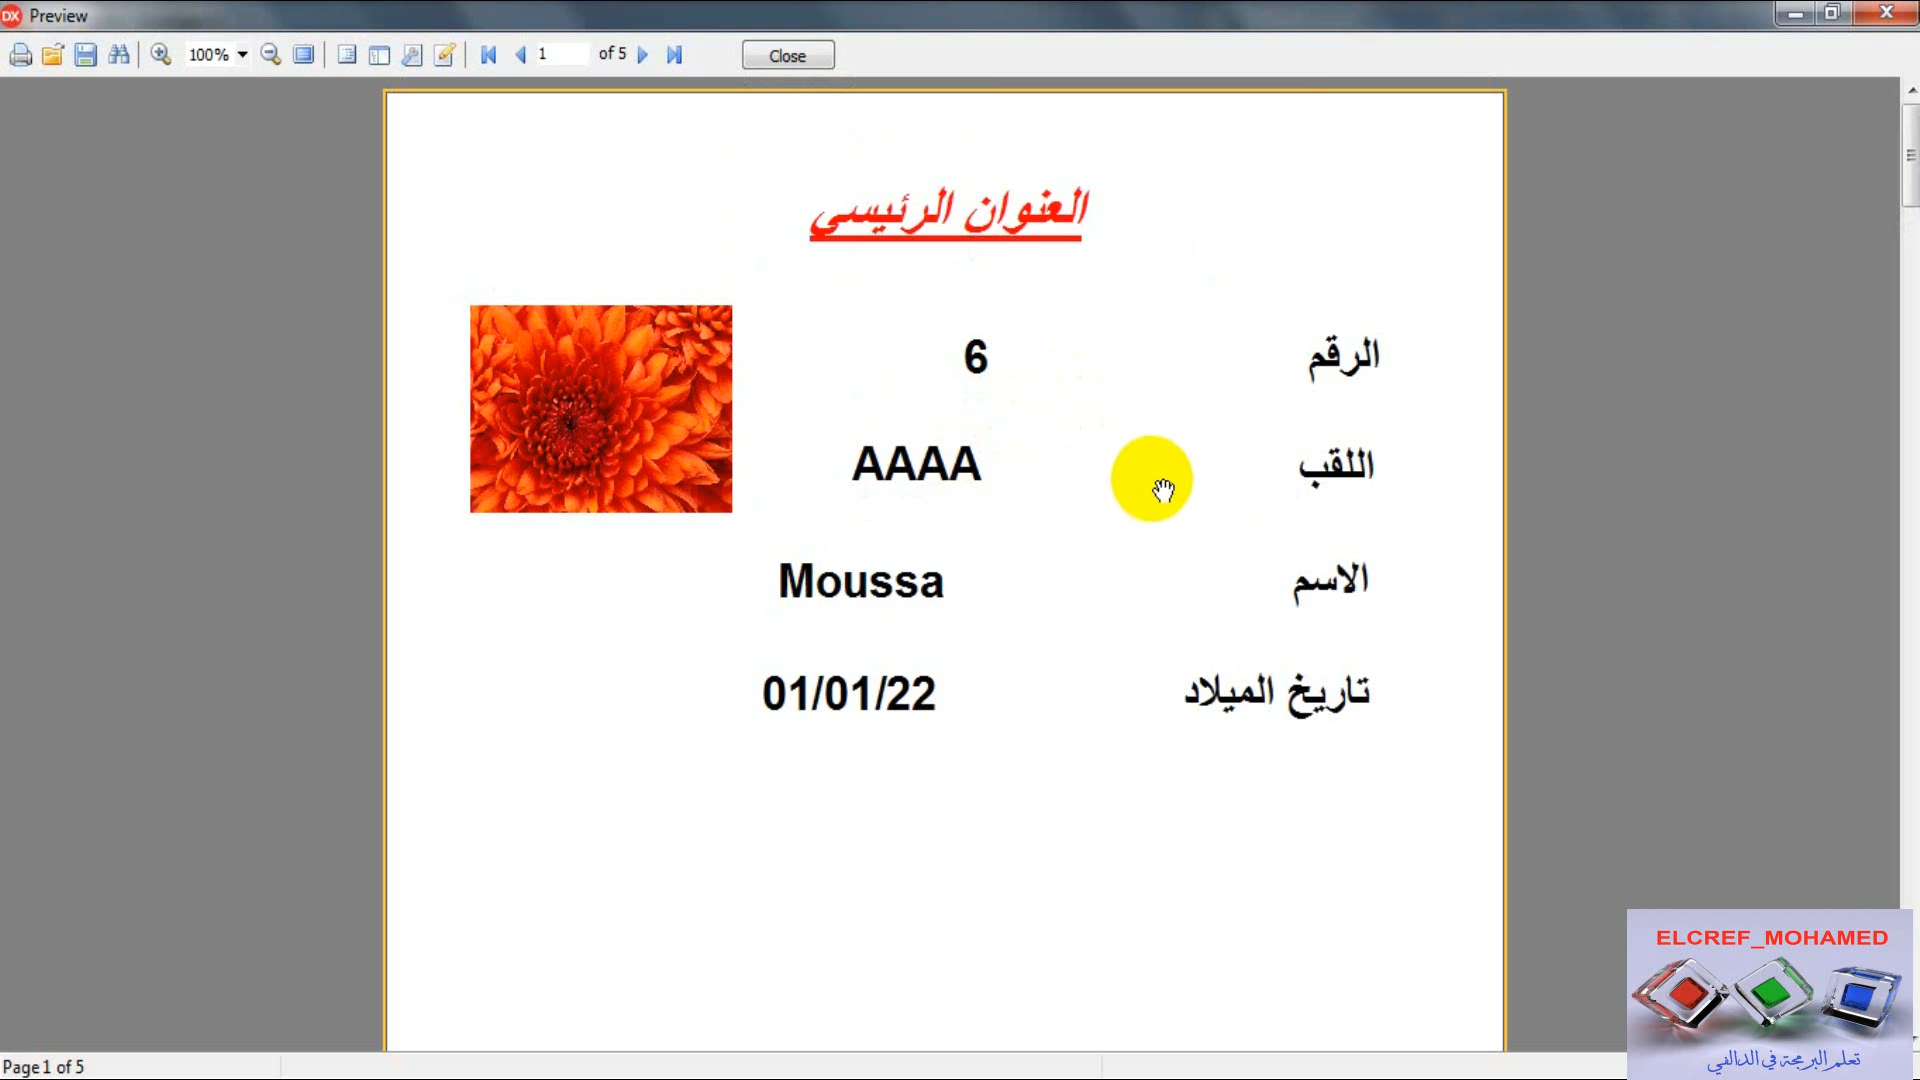 Preview
100%
1 of 5
Close
العنوان الرئيسي
الرقم 6
اللقب AAAA
الاسم Moussa
تاريخ الميلاد 01/01/22
ELCREF_MOHAMED
تعلم البرمجة في الدالفي
Page 1 of 5